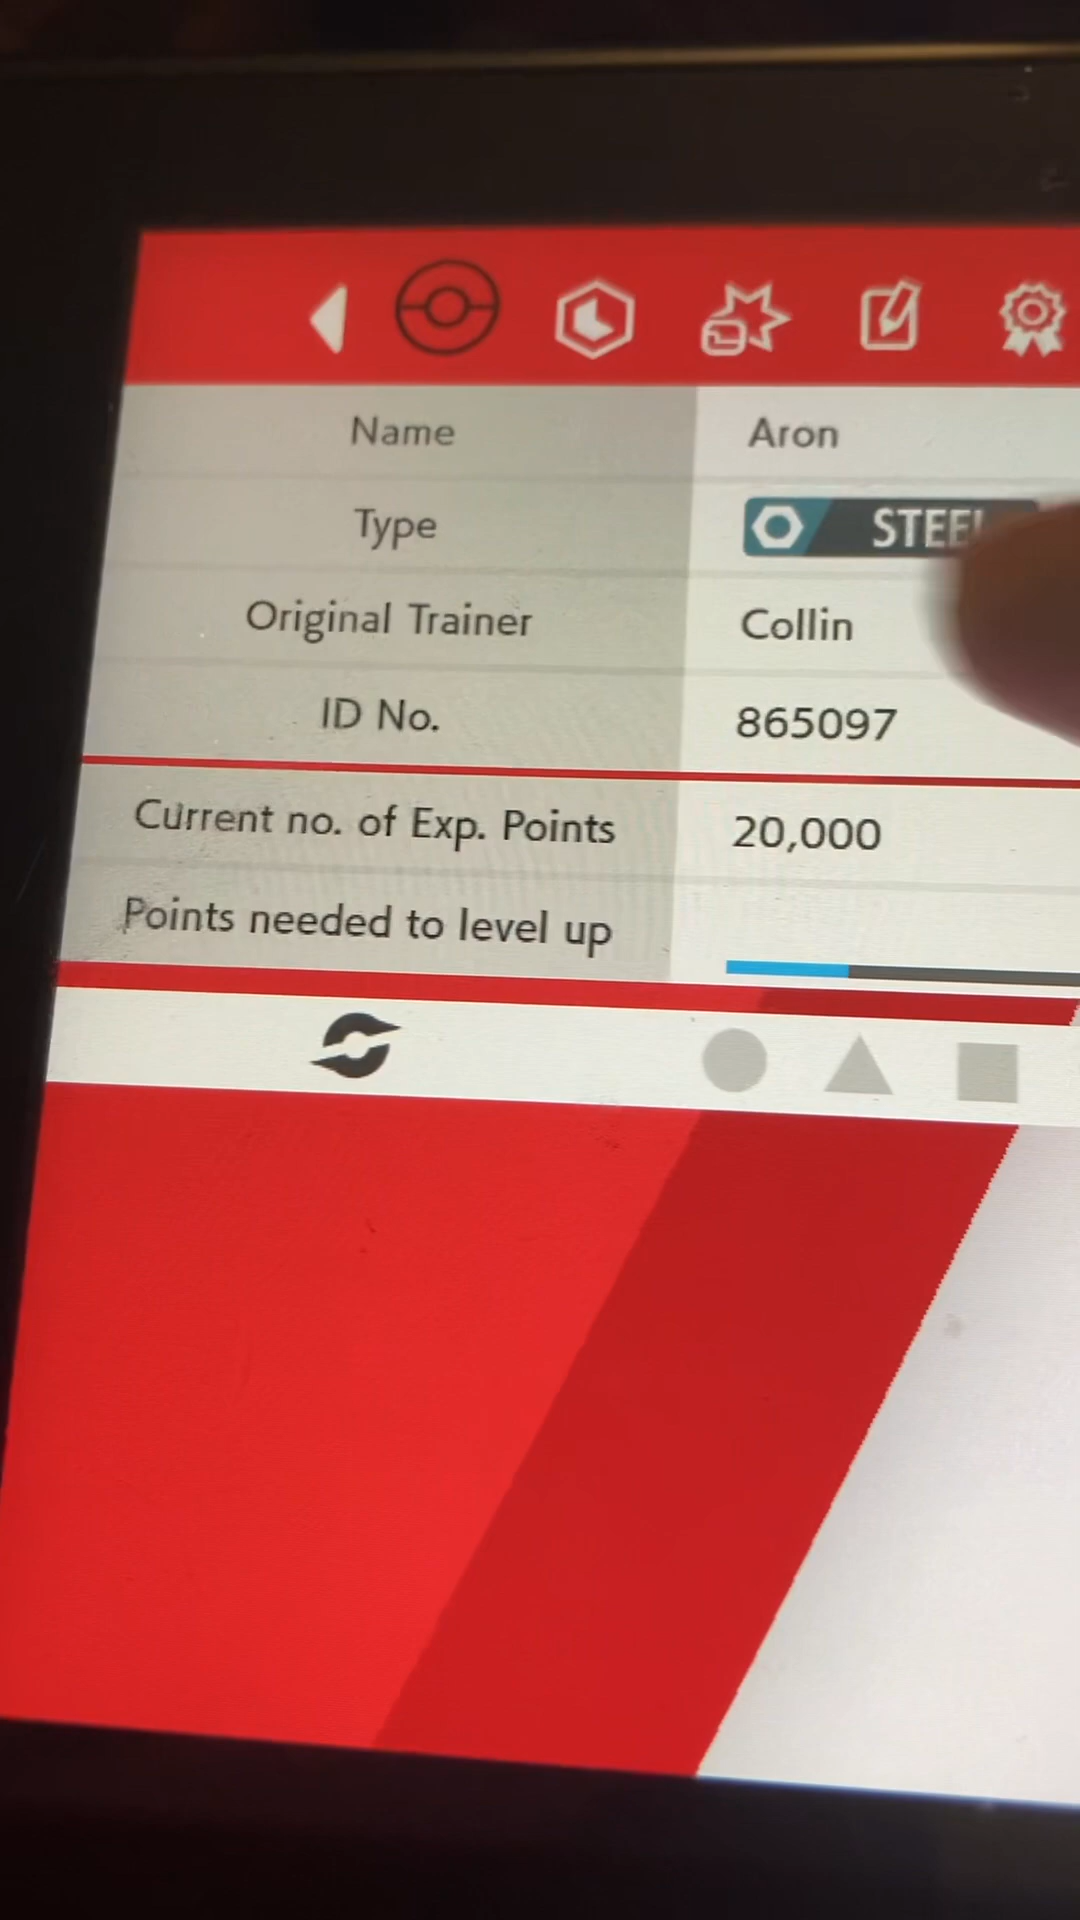 Name Aron
Type STEEL
Original Trainer Collin
ID No. 865097
Current no. of Exp. Points 20,000
Points needed to level up